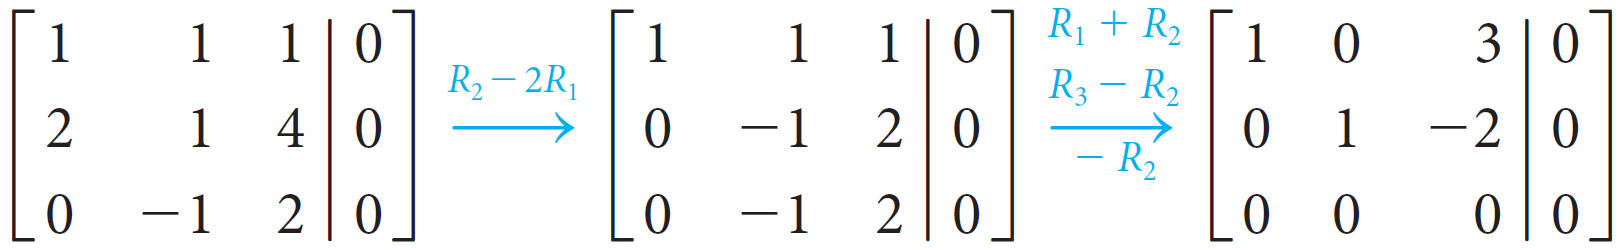 1 1 1 0 R₂ − 2R₁ 1 1 1 0 R₁ + R₂ R₃ − R₂ − R₂ 1 0 3 0
2 1 4 0 0 −1 2 0 0 1 −2 0
0 −1 2 0 0 −1 2 0 0 0 0 0